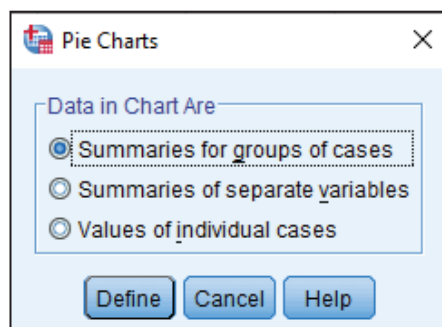 Pie Charts
Data in Chart Are
Summaries for groups of cases
Summaries of separate variables
Values of individual cases
Define Cancel Help